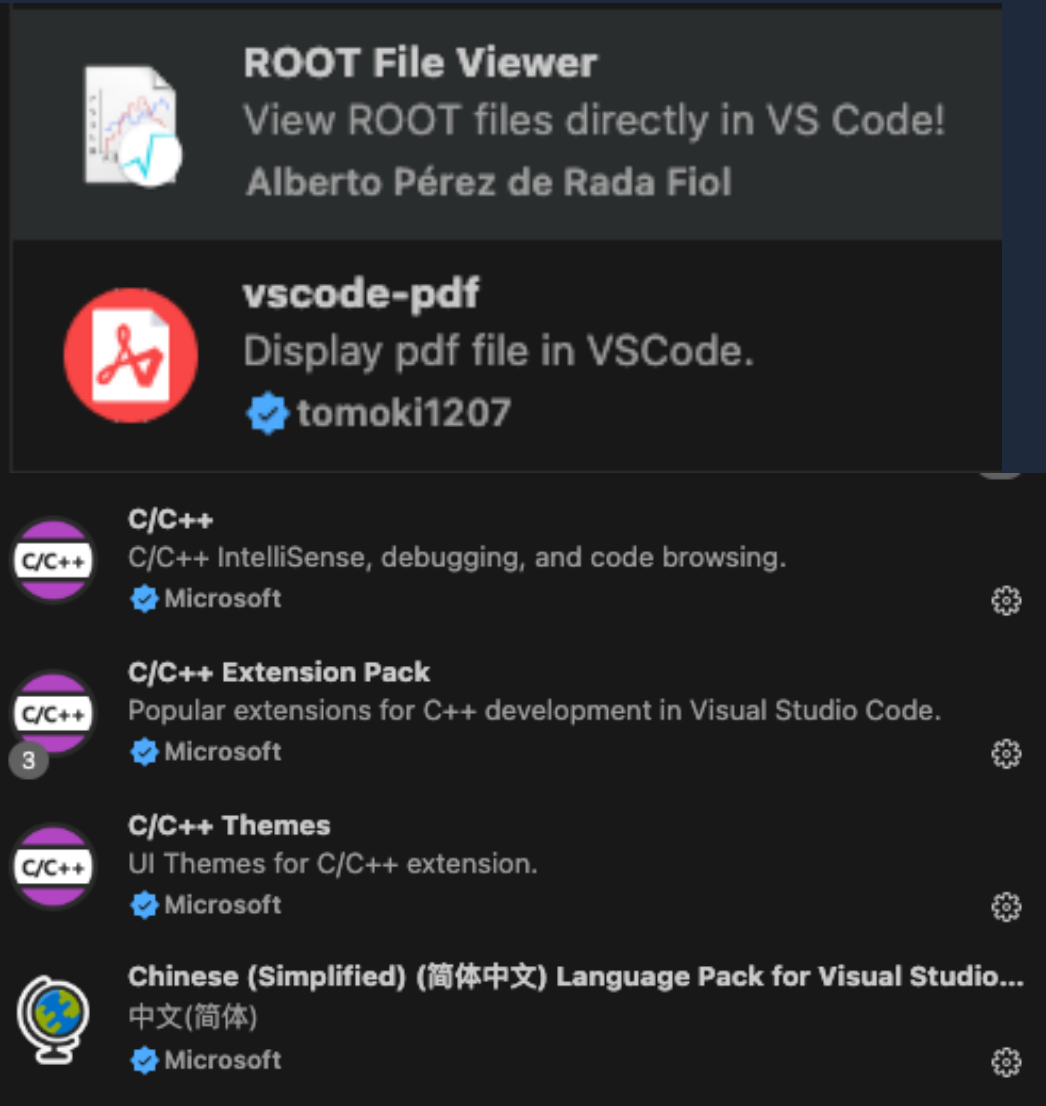 ROOT File Viewer
View ROOT files directly in VS Code!
Alberto Pérez de Rada Fiol
vscode-pdf
Display pdf file in VSCode.
tomoki1207
C/C++
C/C++
C/C++ IntelliSense, debugging, and code browsing.
Microsoft
C/C++ Extension Pack
C/C++
Popular extensions for C++ development in Visual Studio Code.
3
Microsoft
C/C++ Themes
C/C++
UI Themes for C/C++ extension.
Microsoft
Chinese (Simplified) (简体中文) Language Pack for Visual Studio...
中文(简体)
Microsoft